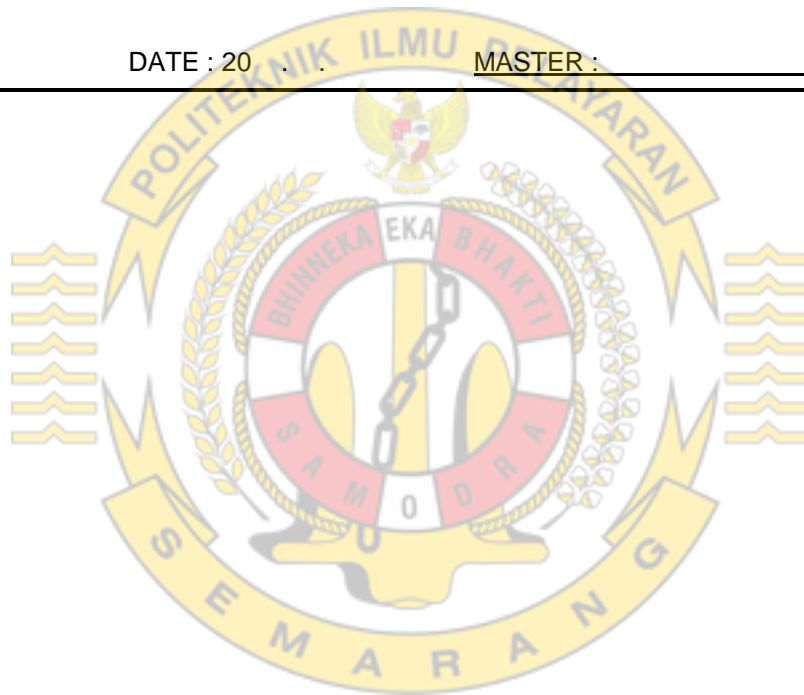 DATE : 20 . . MASTER :
POLITEKNIK ILMU PELAYARAN
BHINNEKA EKA BHAKTI
SAMODRA
SEMARANG